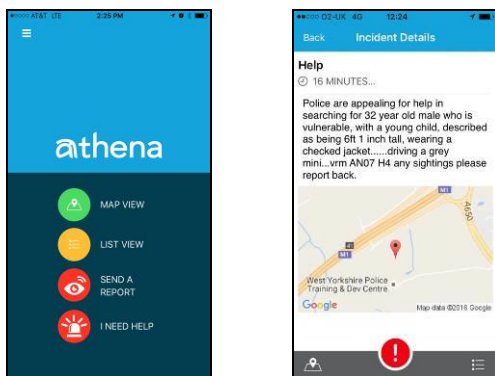 AT&T LTE 2:25 PM
athena
MAP VIEW
LIST VIEW
SEND A
REPORT
I NEED HELP
O2-UK 4G 12:24
Back Incident Details
Help
16 MINUTES...
Police are appealing for help in
searching for 32 year old male who is
vulnerable, with a young child, described
as being 6ft 1 inch tall, wearing a
checked jacket......driving a grey
mini...vrm AN07 H4 any sightings please
report back.
M1
A650
41
M1
West Yorkshire Police
Training & Dev Centre
Google Map data ©2016 Google